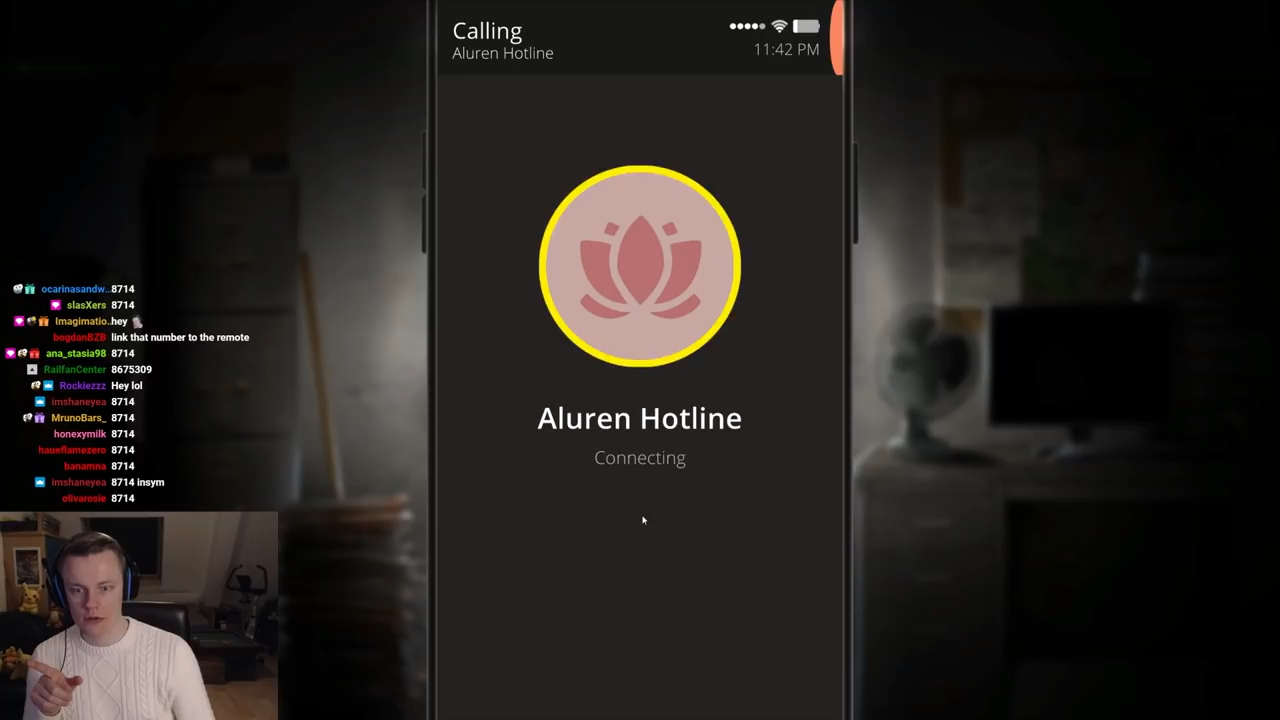 Calling
Aluren Hotline
11:42 PM
Aluren Hotline
Connecting
ocarinasandw.. 8714
slasXers 8714
Imagimatio.. hey
bogdanBZB link that number to the remote
ana_stasia98 8714
RailfanCenter 8675309
Rockiezzz Hey lol
imshaneyea 8714
MrunoBars_ 8714
honexymilk 8714
haueflamezero 8714
hanamna 8714
imshaneyea 8714 insym
olivarosie 8714